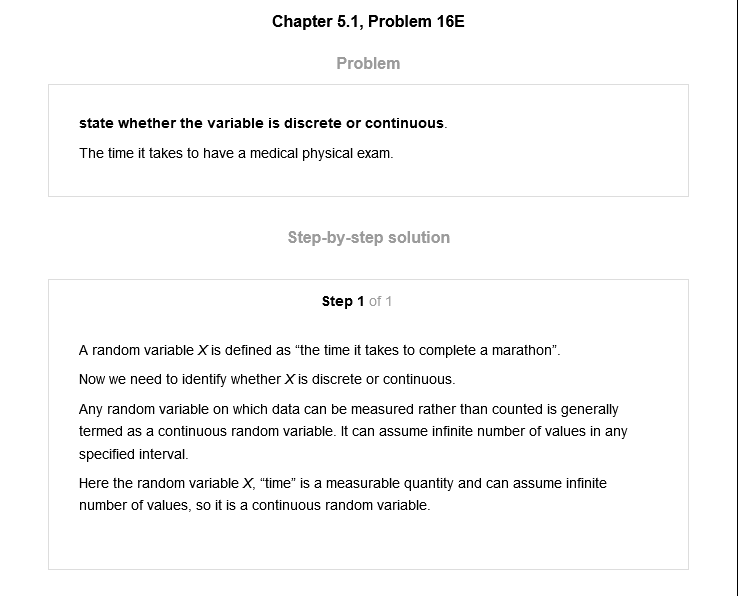 Chapter 5.1, Problem 16E
Problem
state whether the variable is discrete or continuous.
The time it takes to have a medical physical exam.
Step-by-step solution
Step 1 of 1
A random variable X is defined as “the time it takes to complete a marathon”.
Now we need to identify whether X is discrete or continuous.
Any random variable on which data can be measured rather than counted is generally
termed as a continuous random variable. It can assume infinite number of values in any
specified interval.
Here the random variable X, “time” is a measurable quantity and can assume infinite
number of values, so it is a continuous random variable.